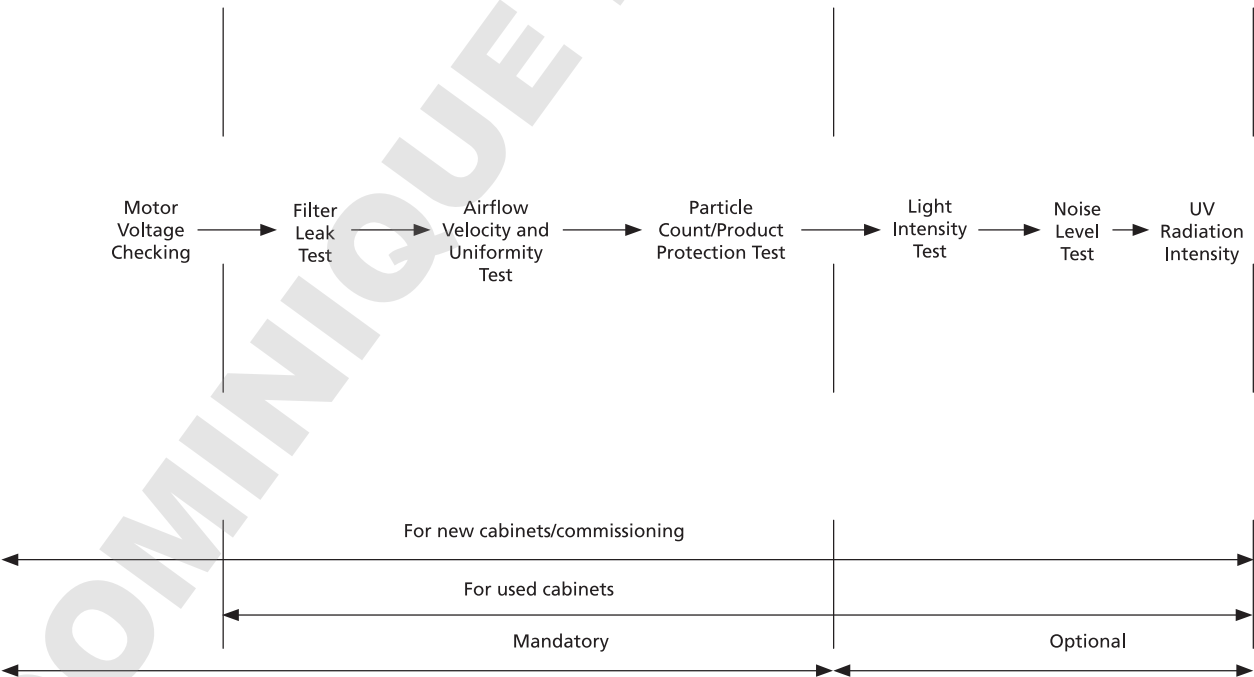 Motor
Voltage
Checking
Filter
Leak
Test
Airflow
Velocity and
Uniformity
Test
Particle
Count/Product
Protection Test
Light
Intensity
Test
Noise
Level
Test
UV
Radiation
Intensity
For new cabinets/commissioning
For used cabinets
Mandatory
Optional
OMINIQUE